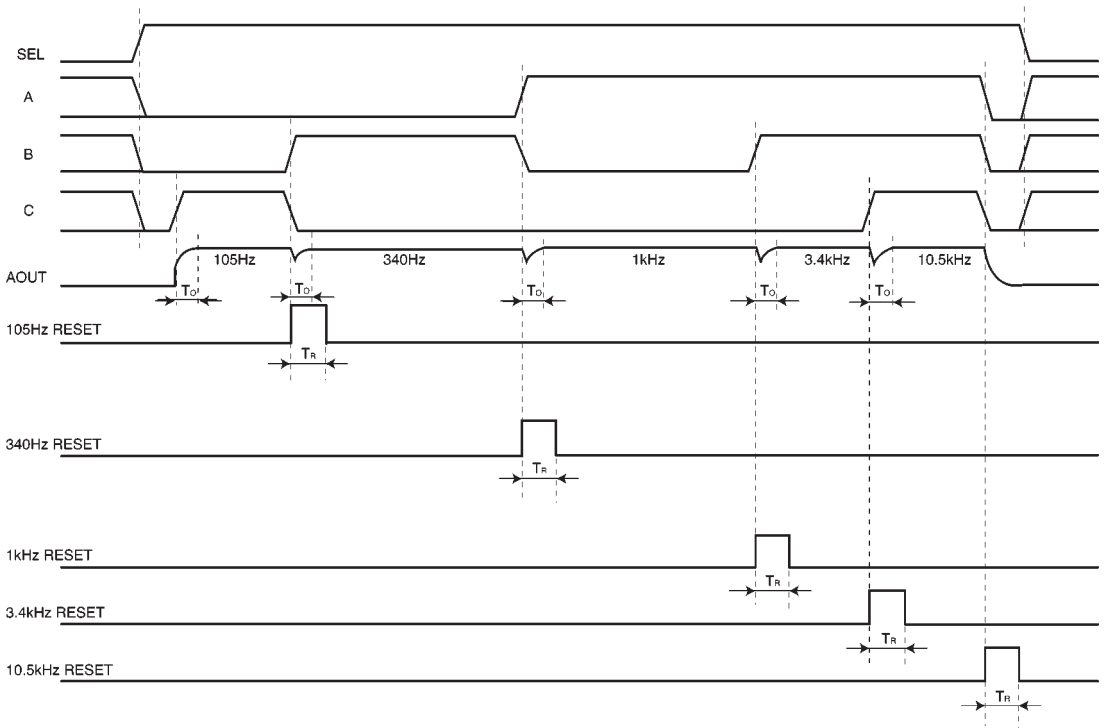 SEL
A
B
C
AOUT
105Hz 340Hz 1kHz 3.4kHz 10.5kHz
TO TO TO TO TO
105Hz RESET
TR
340Hz RESET
TR
1kHz RESET
TR
3.4kHz RESET
TR
10.5kHz RESET
TR